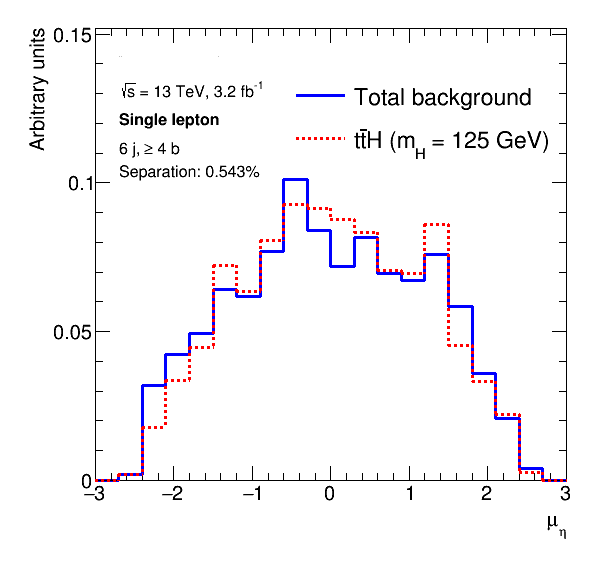 Arbitrary units
0.15
0.1
0.05
0
√s = 13 TeV, 3.2 fb⁻¹
Single lepton
6 j, ≥ 4 b
Separation: 0.543%
Total background
tt̄H (m_H = 125 GeV)
−3 −2 −1 0 1 2 3
μ_η